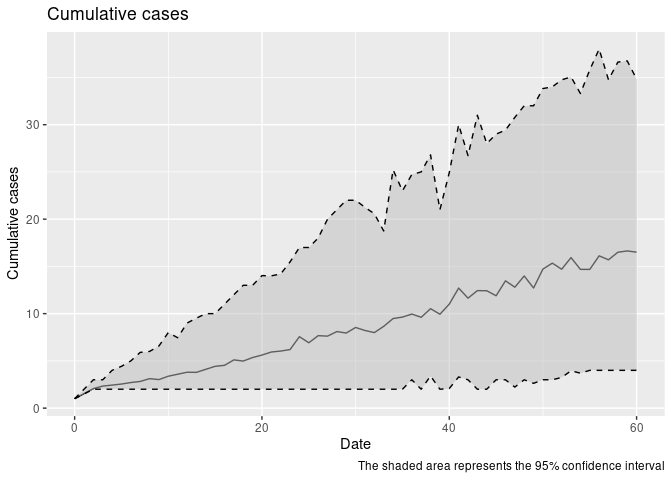 Cumulative cases
Cumulative cases
30
20
10
0
0
20
40
60
Date
The shaded area represents the 95% confidence interval